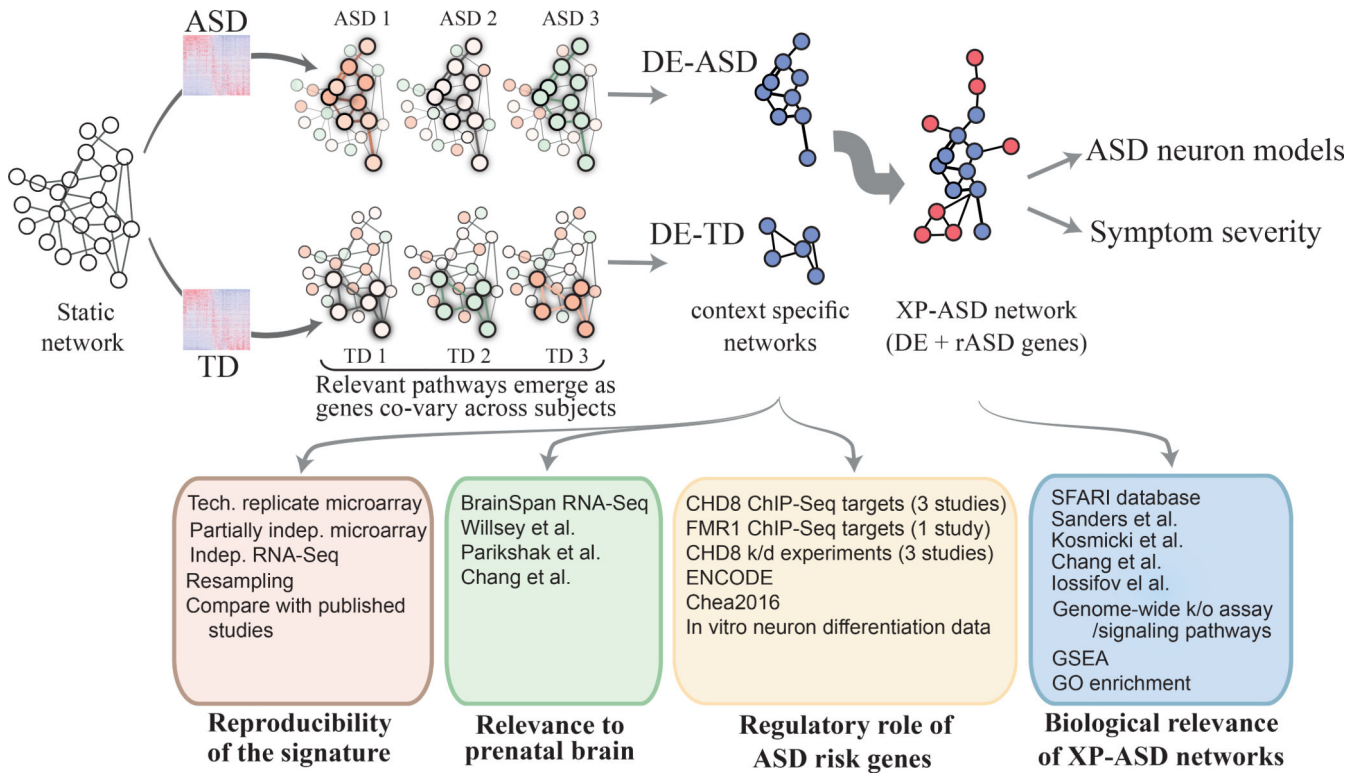 ASD
ASD 1
ASD 2
ASD 3
DE-ASD
ASD neuron models
Symptom severity
DE-TD
Static
network
TD
TD 1
TD 2
TD 3
Relevant pathways emerge as
genes co-vary across subjects
context specific
networks
XP-ASD network
(DE + rASD genes)
Tech. replicate microarray
Partially indep. microarray
Indep. RNA-Seq
Resampling
Compare with published
studies
Reproducibility
of the signature
BrainSpan RNA-Seq
Willsey et al.
Parikshak et al.
Chang et al.
Relevance to
prenatal brain
CHD8 ChIP-Seq targets (3 studies)
FMR1 ChIP-Seq targets (1 study)
CHD8 k/d experiments (3 studies)
ENCODE
Chea2016
In vitro neuron differentiation data
Regulatory role of
ASD risk genes
SFARI database
Sanders et al.
Kosmicki et al.
Chang et al.
Iossifov el al.
Genome-wide k/o assay
/signaling pathways
GSEA
GO enrichment
Biological relevance
of XP-ASD networks